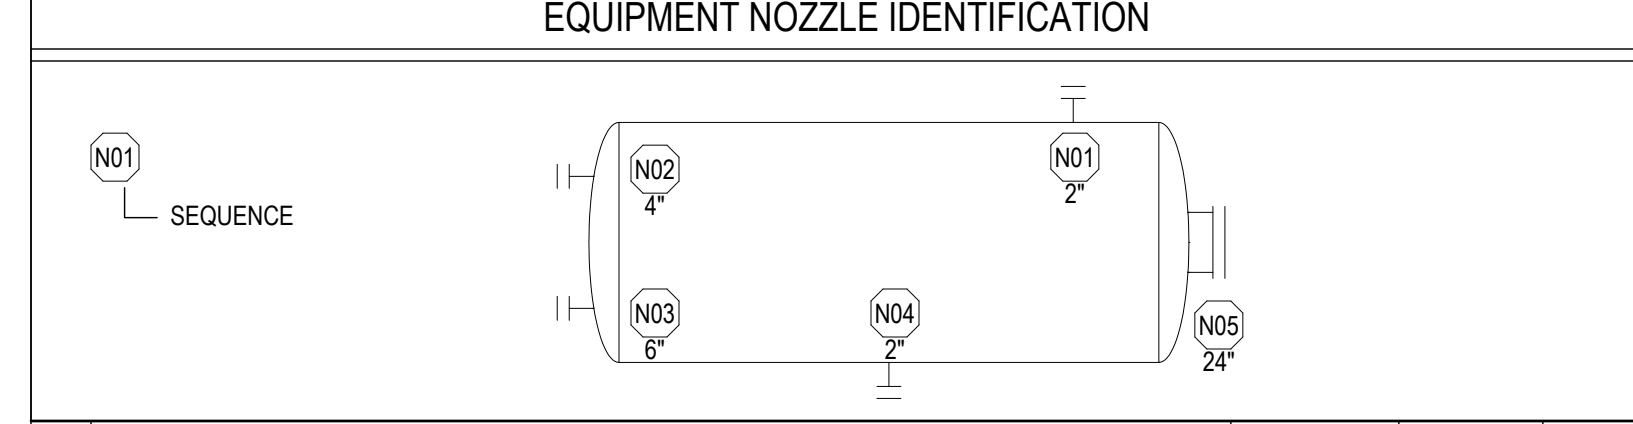 EQUIPMENT NOZZLE IDENTIFICATION
N01
SEQUENCE
N02
4"
N01
2"
N03
6"
N04
2"
N05
24"